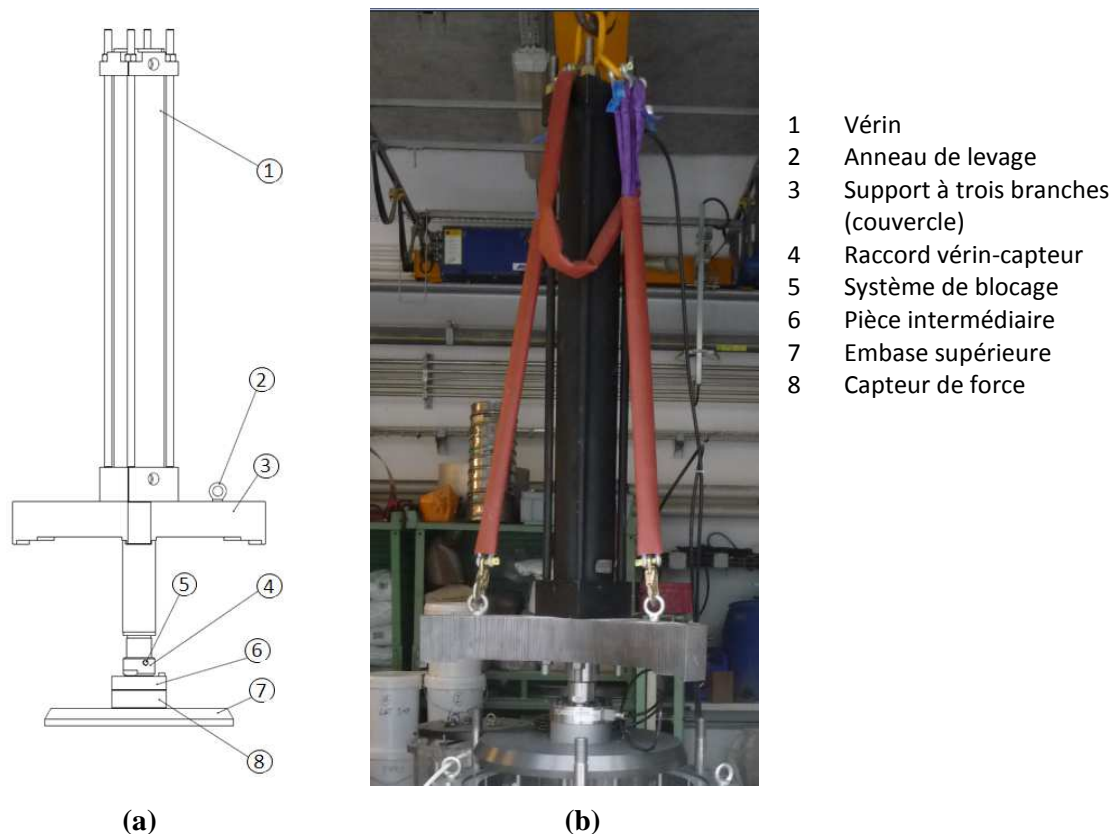 1
2
3
5
4
6
7
8
1 Vérin
2 Anneau de levage
3 Support à trois branches
(couvercle)
4 Raccord vérin-capteur
5 Système de blocage
6 Pièce intermédiaire
7 Embase supérieure
8 Capteur de force
(a)
(b)